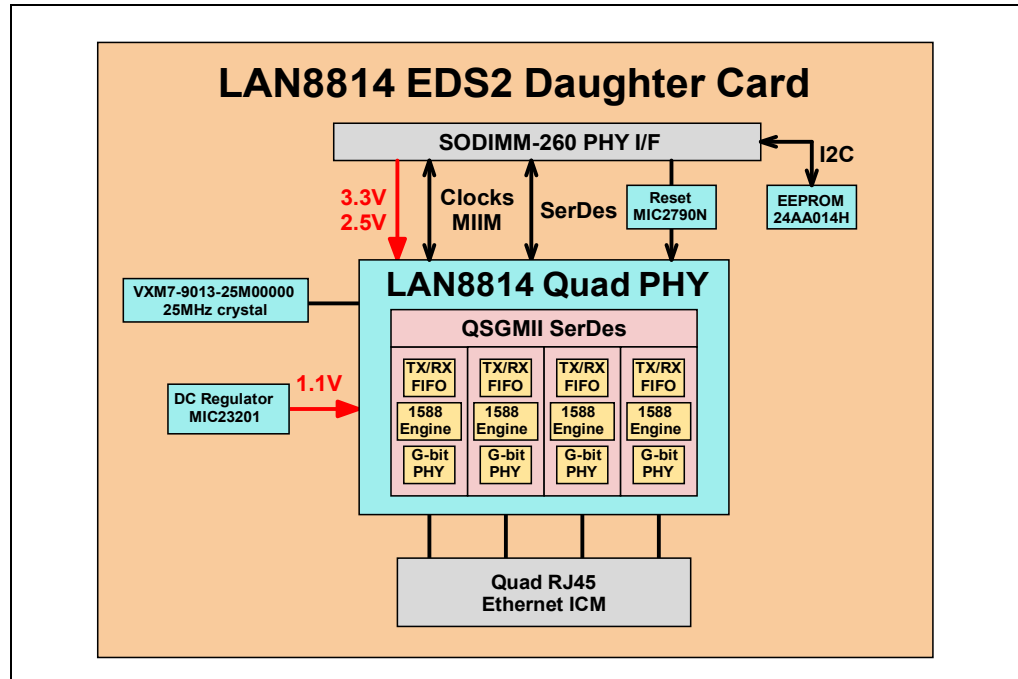 LAN8814 EDS2 Daughter Card
SODIMM-260 PHY I/F
I2C
3.3V
2.5V
Clocks
MIIM
SerDes
Reset
MIC2790N
EEPROM
24AA014H
LAN8814 Quad PHY
VXM7-9013-25M00000
25MHz crystal
QSGMII SerDes
TX/RX
FIFO
TX/RX
FIFO
TX/RX
FIFO
TX/RX
FIFO
1.1V
DC Regulator
MIC23201
1588
Engine
1588
Engine
1588
Engine
1588
Engine
G-bit
PHY
G-bit
PHY
G-bit
PHY
G-bit
PHY
Quad RJ45
Ethernet ICM